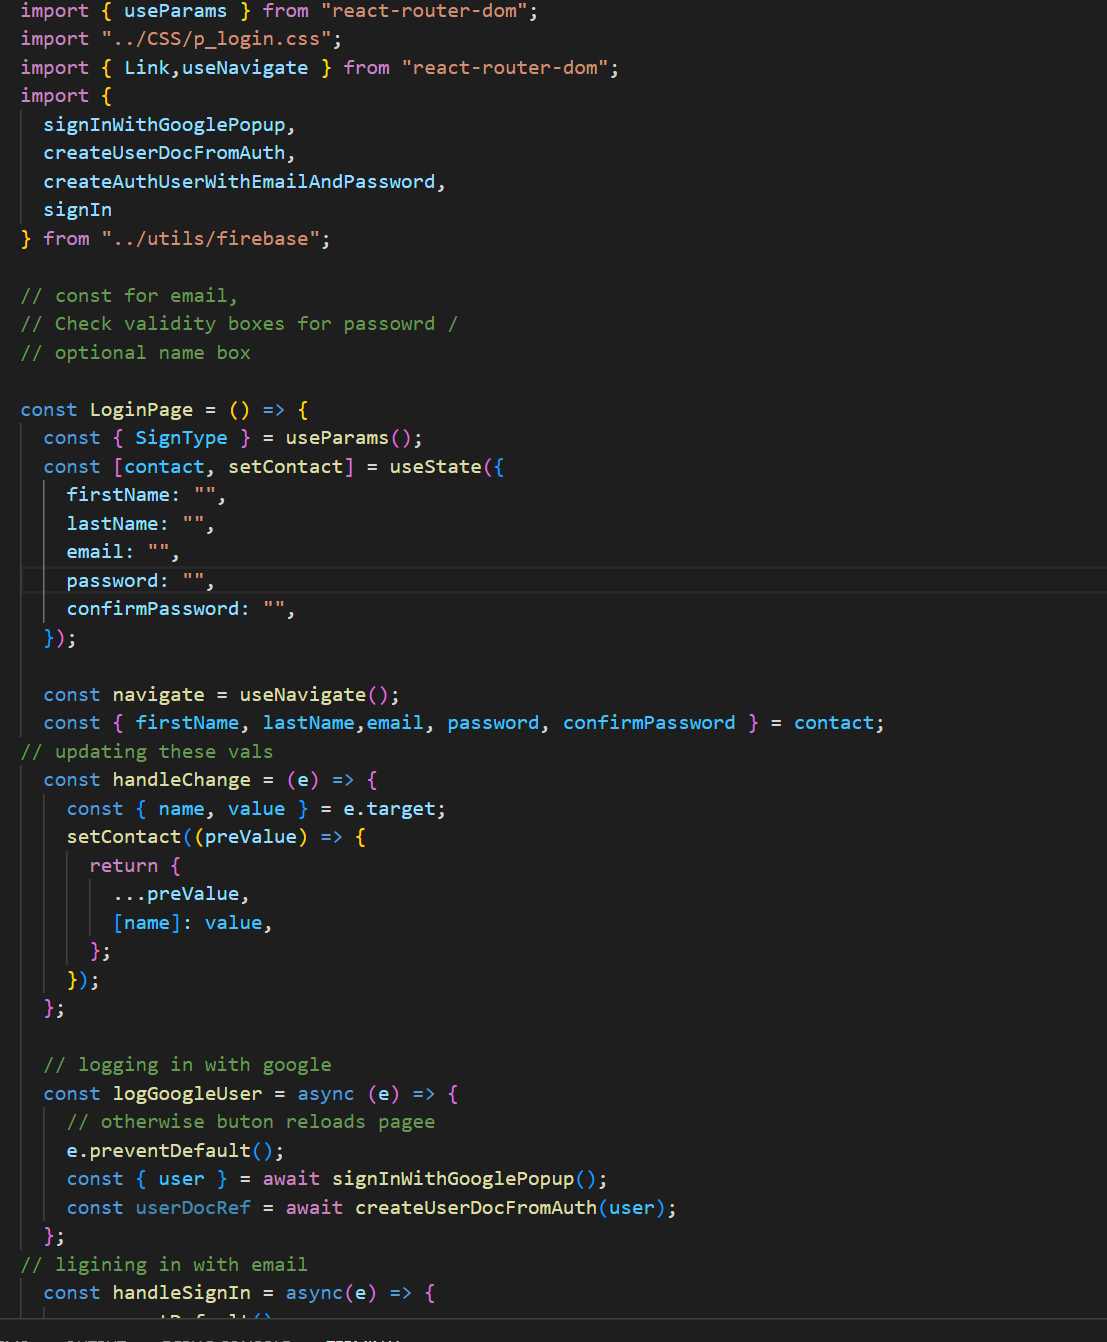 import { useParams } from "react-router-dom";
import "../CSS/p_login.css";
import { Link,useNavigate } from "react-router-dom";
import {
  signInWithGooglePopup,
  createUserDocFromAuth,
  createAuthUserWithEmailAndPassword,
  signIn
} from "../utils/firebase";
// const for email,
// Check validity boxes for passowrd /
// optional name box
const LoginPage = () => {
  const { SignType } = useParams();
  const [contact, setContact] = useState({
    firstName: "",
    lastName: "",
    email: "",
    password: "",
    confirmPassword: "",
  });
  const navigate = useNavigate();
  const { firstName, lastName,email, password, confirmPassword } = contact;
// updating these vals
  const handleChange = (e) => {
    const { name, value } = e.target;
    setContact((preValue) => {
      return {
        ...preValue,
        [name]: value,
      };
    });
  };
  // logging in with google
  const logGoogleUser = async (e) => {
    // otherwise buton reloads pagee
    e.preventDefault();
    const { user } = await signInWithGooglePopup();
    const userDocRef = await createUserDocFromAuth(user);
  };
// ligining in with email
  const handleSignIn = async(e) => {